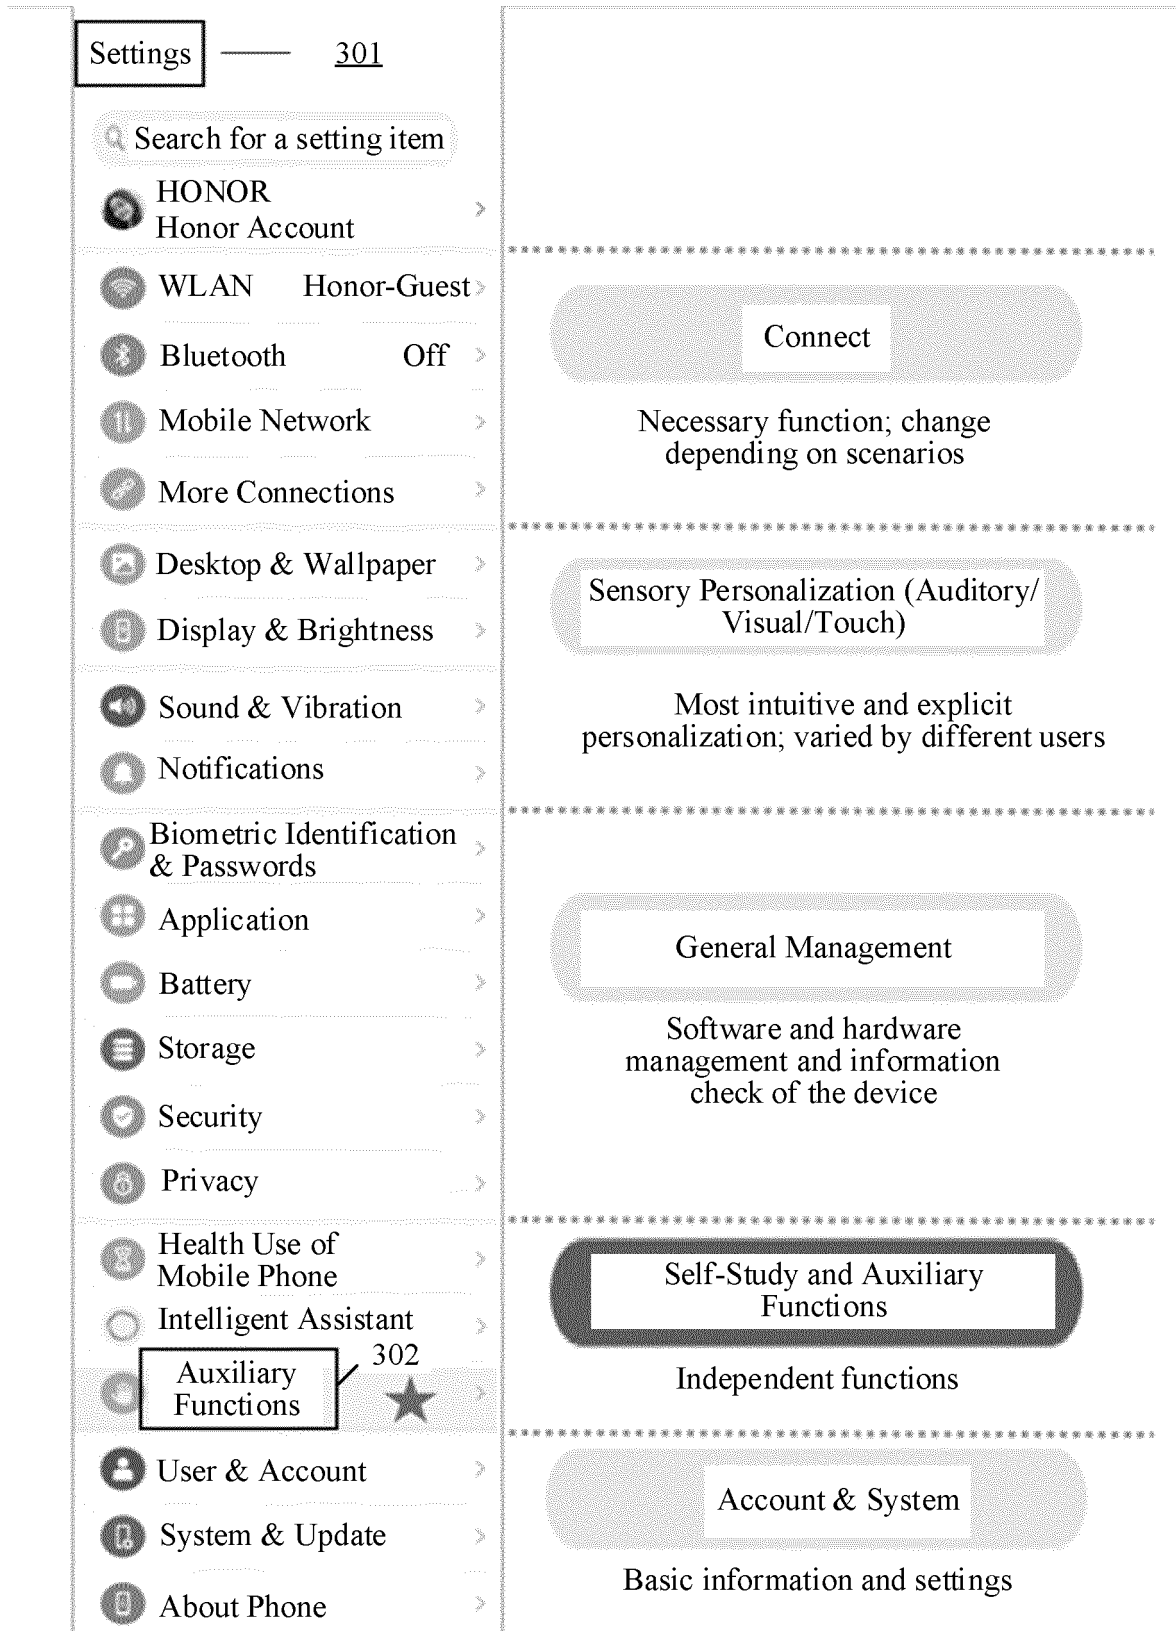 Settings
301
Search for a setting item
HONOR
Honor Account
WLAN Honor-Guest
Bluetooth Off
Mobile Network
More Connections
Connect
Necessary function; change
depending on scenarios
Desktop & Wallpaper
Display & Brightness
Sound & Vibration
Notifications
Sensory Personalization (Auditory/
Visual/Touch)
Most intuitive and explicit
personalization; varied by different users
Biometric Identification
& Passwords
Application
Battery
Storage
Security
Privacy
General Management
Software and hardware
management and information
check of the device
Health Use of
Mobile Phone
Intelligent Assistant
302
Auxiliary
Functions
Self-Study and Auxiliary
Functions
Independent functions
User & Account
System & Update
About Phone
Account & System
Basic information and settings